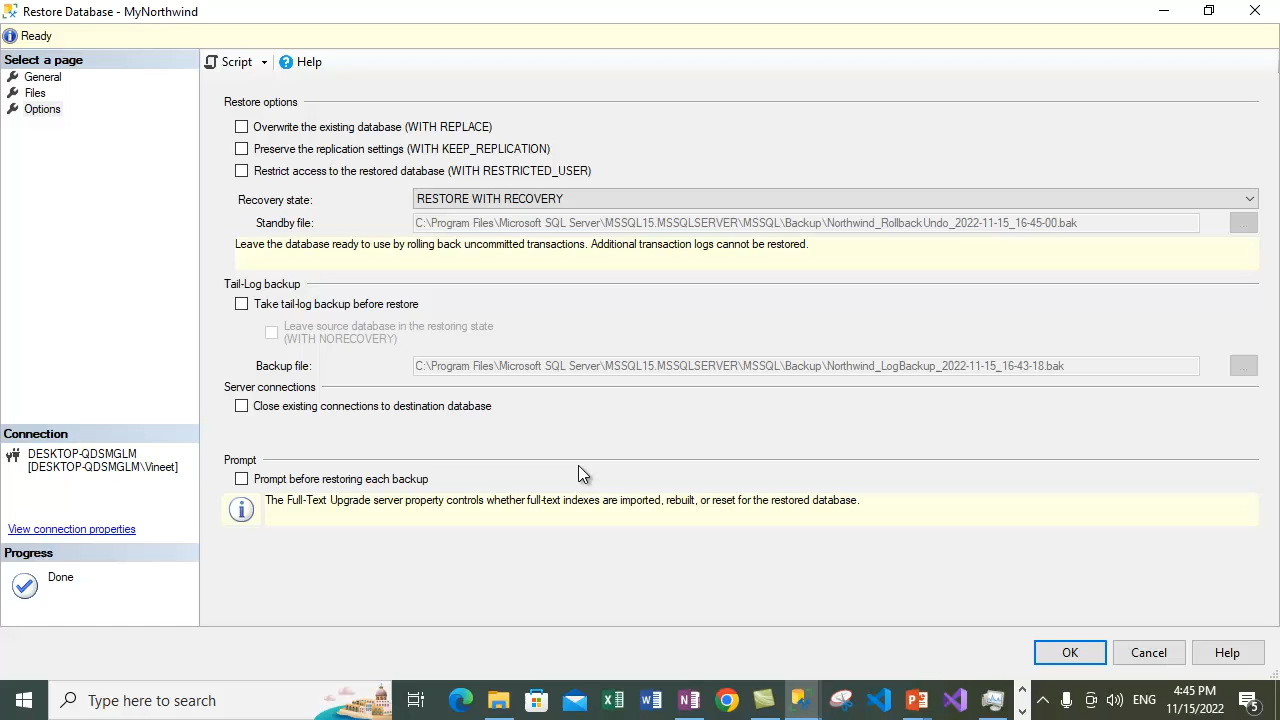 Restore Database - MyNorthwind
Ready
Select a page
General
Files
Options
Script
Help
Restore options
Overwrite the existing database (WITH REPLACE)
Preserve the replication settings (WITH KEEP_REPLICATION)
Restrict access to the restored database (WITH RESTRICTED_USER)
Recovery state:
RESTORE WITH RECOVERY
Standby file:
C:\Program Files\Microsoft SQL Server\MSSQL15.MSSQLSERVER\MSSQL\Backup\Northwind_RollbackUndo_2022-11-15_16-45-00.bak
...
Leave the database ready to use by rolling back uncommitted transactions. Additional transaction logs cannot be restored.
Tail-Log backup
Take tail-log backup before restore
Leave source database in the restoring state
(WITH NORECOVERY)
Backup file:
C:\Program Files\Microsoft SQL Server\MSSQL15.MSSQLSERVER\MSSQL\Backup\Northwind_LogBackup_2022-11-15_16-43-18.bak
...
Server connections
Close existing connections to destination database
Prompt
Prompt before restoring each backup
The Full-Text Upgrade server property controls whether full-text indexes are imported, rebuilt, or reset for the restored database.
Connection
DESKTOP-QDSMGLM
[DESKTOP-QDSMGLM\Vineet]
View connection properties
Progress
Done
OK
Cancel
Help
Type here to search
ENG
4:45 PM
11/15/2022
5